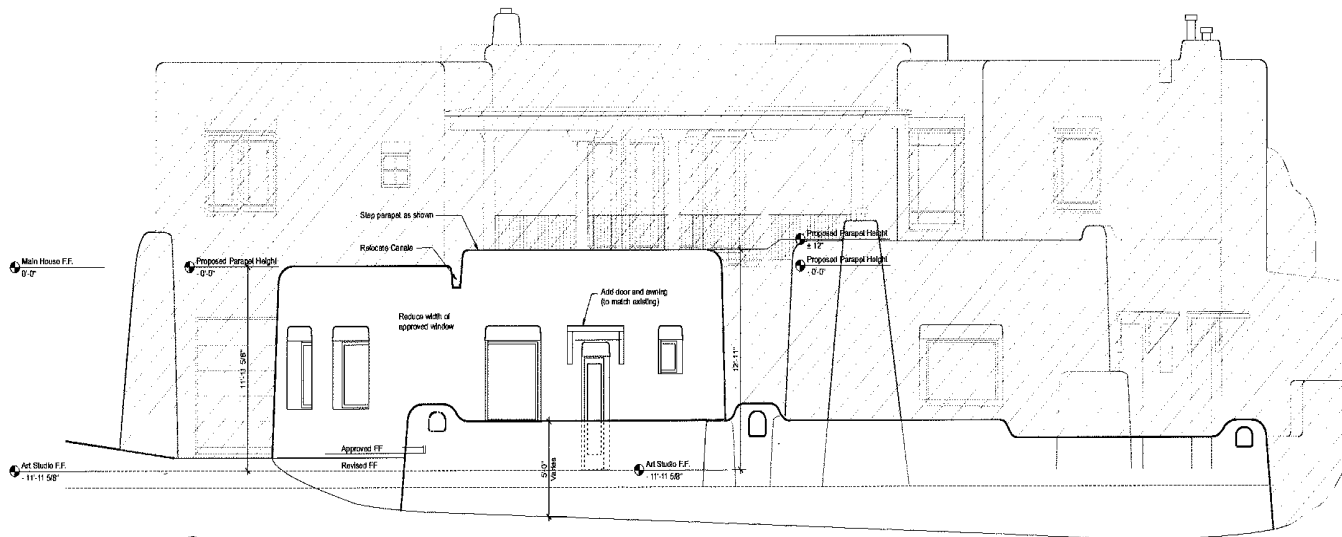 Step parapet as shown
Relocate Canale
Proposed Parapet Height
± 12"
Main House F.F.
0'-0"
Proposed Parapet Height
- 0'-0"
Proposed Parapet Height
- 0'-0"
Add door and awning
(to match existing)
Reduce width of
approved window
11'-11 5/8"
12'-11"
Approved FF
Revised FF
Art Studio F.F.
- 11'-11 5/8"
5'-0"
Varies
Art Studio F.F.
- 11'-11 5/8"